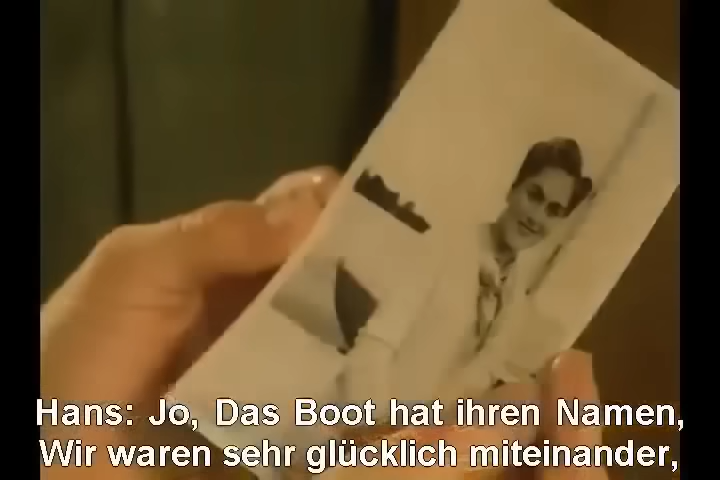 Hans: Jo, Das Boot hat ihren Namen,
Wir waren sehr glücklich miteinander,